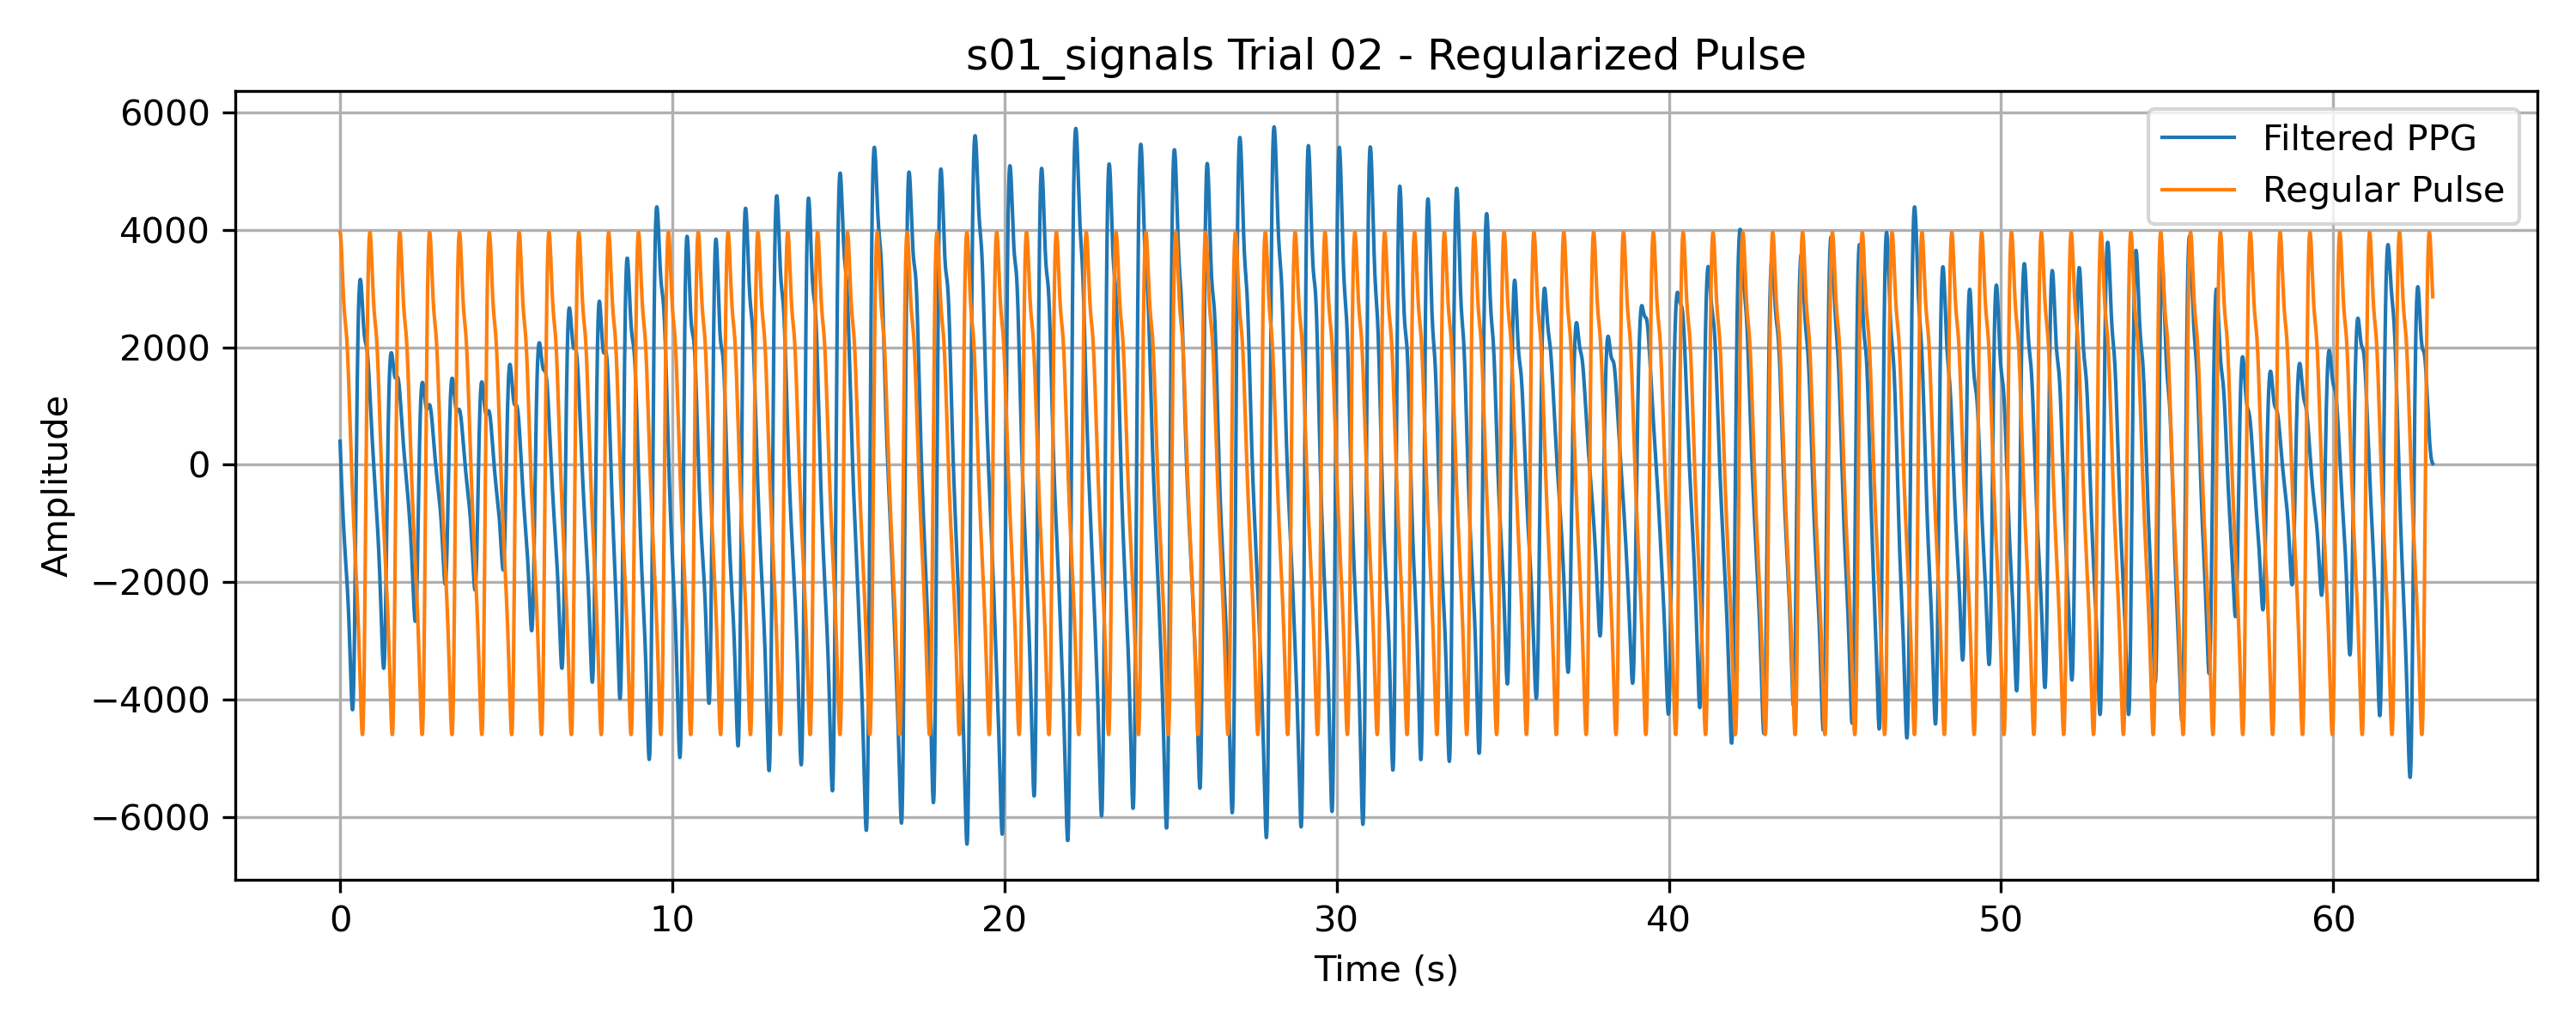 s01_signals Trial 02 - Regularized Pulse
Filtered PPG
Regular Pulse
Amplitude
6000
4000
2000
0
−2000
−4000
−6000
0 10 20 30 40 50 60
Time (s)